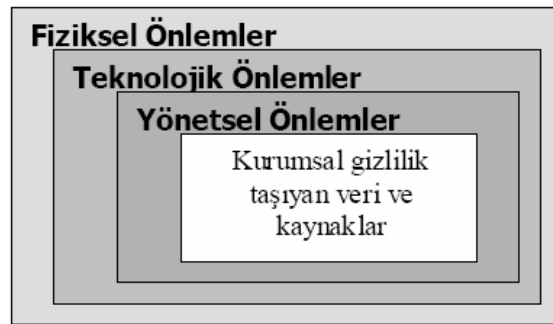 Fiziksel Önlemler
Teknolojik Önlemler
Yönetsel Önlemler
Kurumsal gizlilik
taşıyan veri ve
kaynaklar